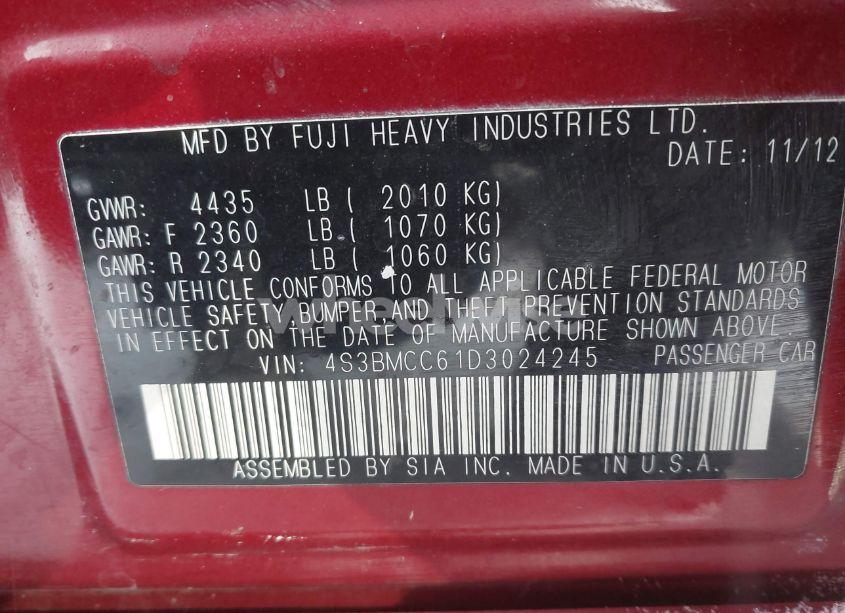 MFD BY FUJI HEAVY INDUSTRIES LTD.
DATE: 11/12
GVWR: 4435 LB ( 2010 KG)
GAWR: F 2360 LB ( 1070 KG)
GAWR: R 2340 LB ( 1060 KG)
THIS VEHICLE CONFORMS TO ALL APPLICABLE FEDERAL MOTOR
VEHICLE SAFETY BUMPER AND THEFT PREVENTION STANDARDS
IN EFFECT ON THE DATE OF MANUFACTURE SHOWN ABOVE.
VIN: 4S3BMCC61D3024245 PASSENGER CAR
ASSEMBLED BY SIA INC. MADE IN U.S.A.